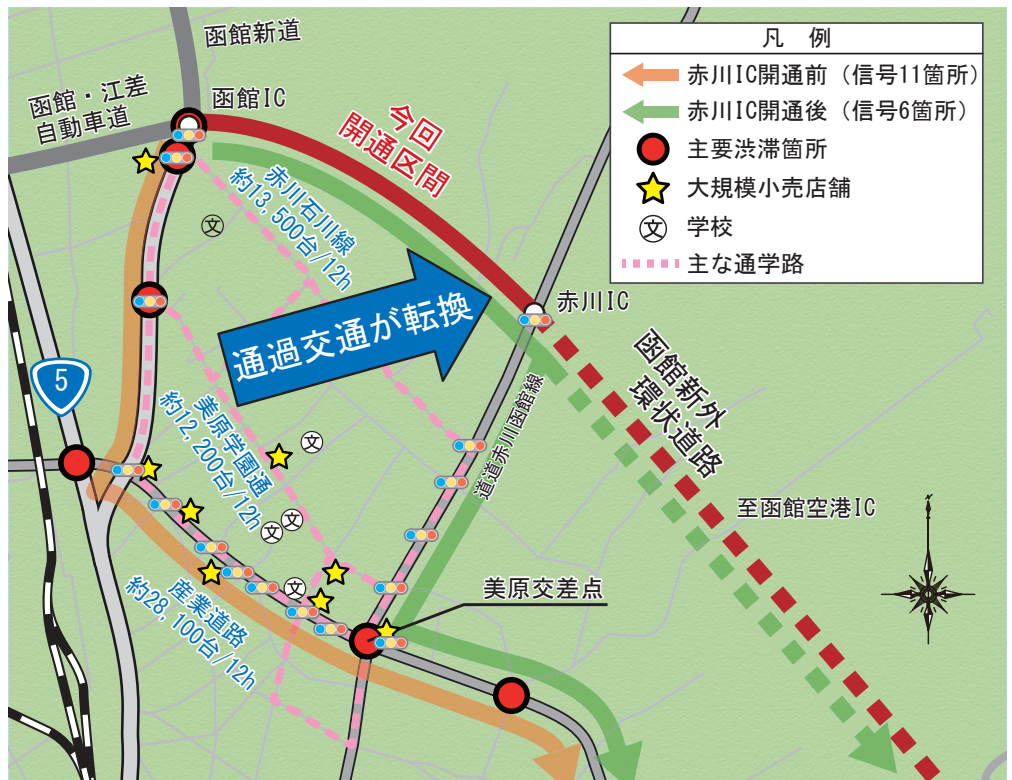 函館新道
函館・江差
自動車道
函館IC
今回
開通区間
凡 例
赤川IC開通前（信号11箇所）
赤川IC開通後（信号6箇所）
主要渋滞箇所
大規模小売店舗
文
学校
主な通学路
赤川石川線
約13,500台/12h
文
通過交通が転換
赤川IC
5
函館新外
環状道路
美原学園通
約12,200台/12h
文
文
文
道道赤川函館線
至函館空港IC
文
美原交差点
産業道路
約28,100台/12h